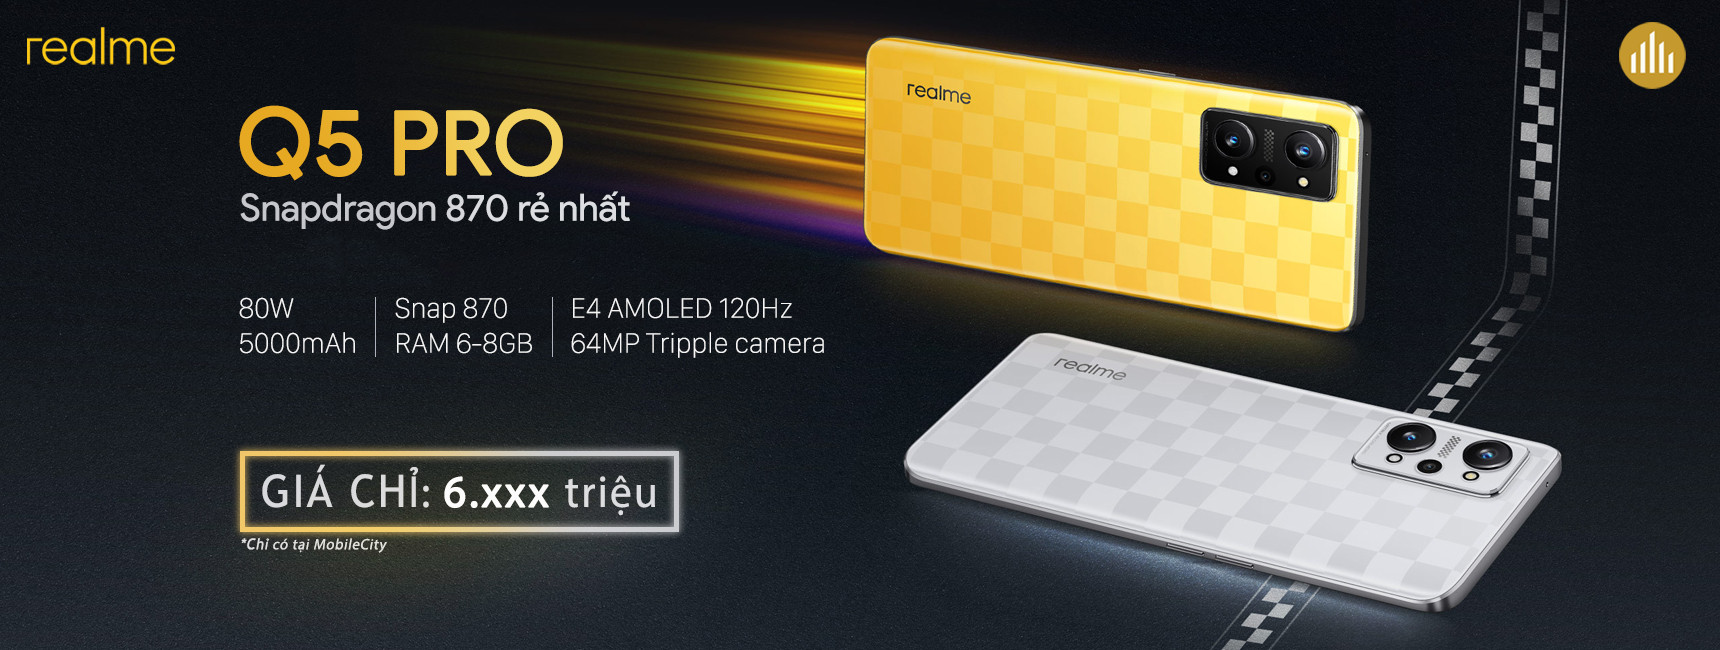 realme
Q5 PRO
Snapdragon 870 rẻ nhất
80W
5000mAh
Snap 870
RAM 6-8GB
E4 AMOLED 120Hz
64MP Tripple camera
GIÁ CHỈ: 6.xxx triệu
*Chỉ có tại MobileCity
realme
realme